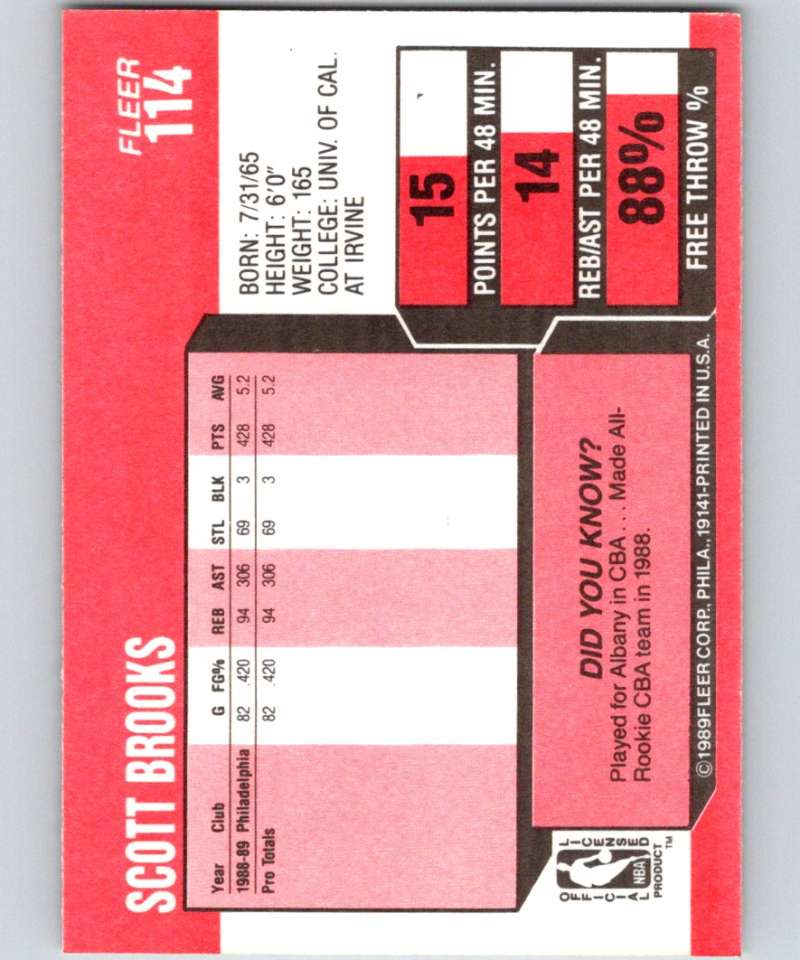 SCOTT BROOKS
FLEER
114
Year Club G FG% REB AST STL BLK PTS AVG
1988-89 Philadelphia 82 .420 94 306 69 3 428 5.2
Pro Totals 82 .420 94 306 69 3 428 5.2
BORN: 7/31/65
HEIGHT: 6'0"
WEIGHT: 165
COLLEGE: UNIV. OF CAL.
AT IRVINE
15
POINTS PER 48 MIN.
14
REB/AST PER 48 MIN.
88%
FREE THROW %
DID YOU KNOW?
Played for Albany in CBA . . . Made All-
Rookie CBA team in 1988.
OFFICIAL LICENSED
NBA
PRODUCT™
©1989FLEER CORP., PHILA.,19141-PRINTED IN U.S.A.